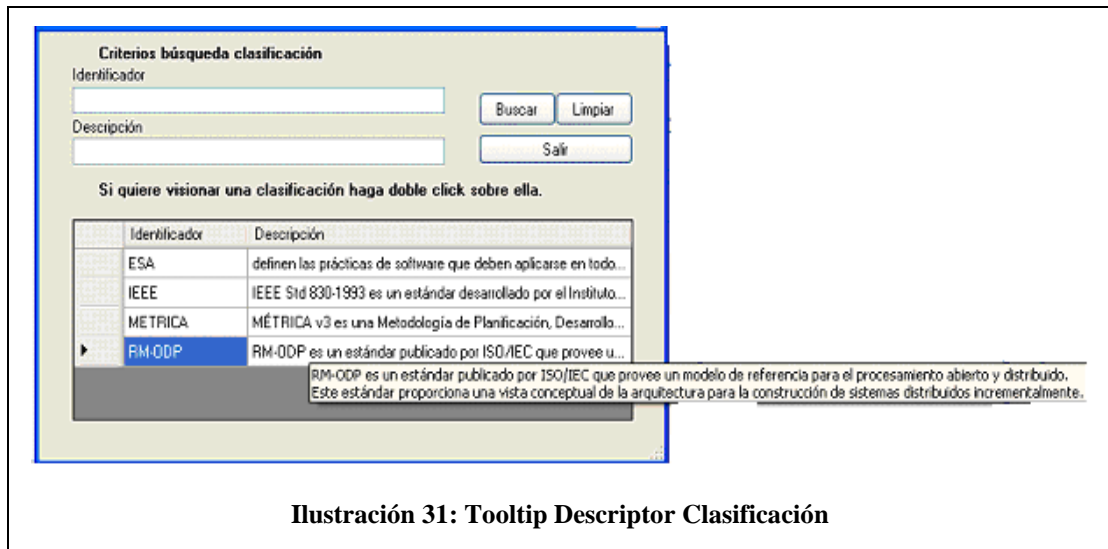 Criterios búsqueda clasificación
Identificador
Buscar Limpiar
Descripción
Salir
Si quiere visionar una clasificación haga doble click sobre ella.
Identificador Descripción
ESA definen las prácticas de software que deben aplicarse en todo...
IEEE IEEE Std 830-1993 es un estándar desarrollado por el Instituto...
METRICA MÉTRICA v3 es una Metodología de Planificación, Desarrollo...
RM-ODP RM-ODP es un estándar publicado por ISO/IEC que provee u...
RM-ODP es un estándar publicado por ISO/IEC que provee un modelo de referencia para el procesamiento abierto y distribuido.
Este estándar proporciona una vista conceptual de la arquitectura para la construcción de sistemas distribuidos incrementalmente.
Ilustración 31: Tooltip Descriptor Clasificación